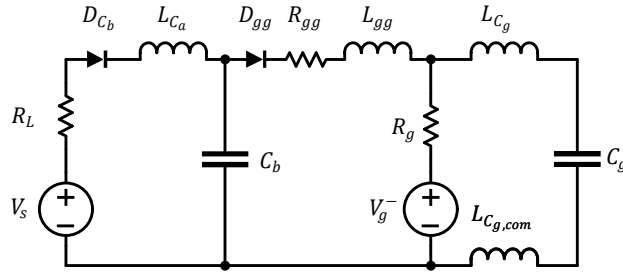 D_{C_b} L_{C_a} D_{gg} R_{gg} L_{gg} L_{C_g}
R_L C_b R_g C_g
V_s + − V_g^- + − L_{C_{g,com}}